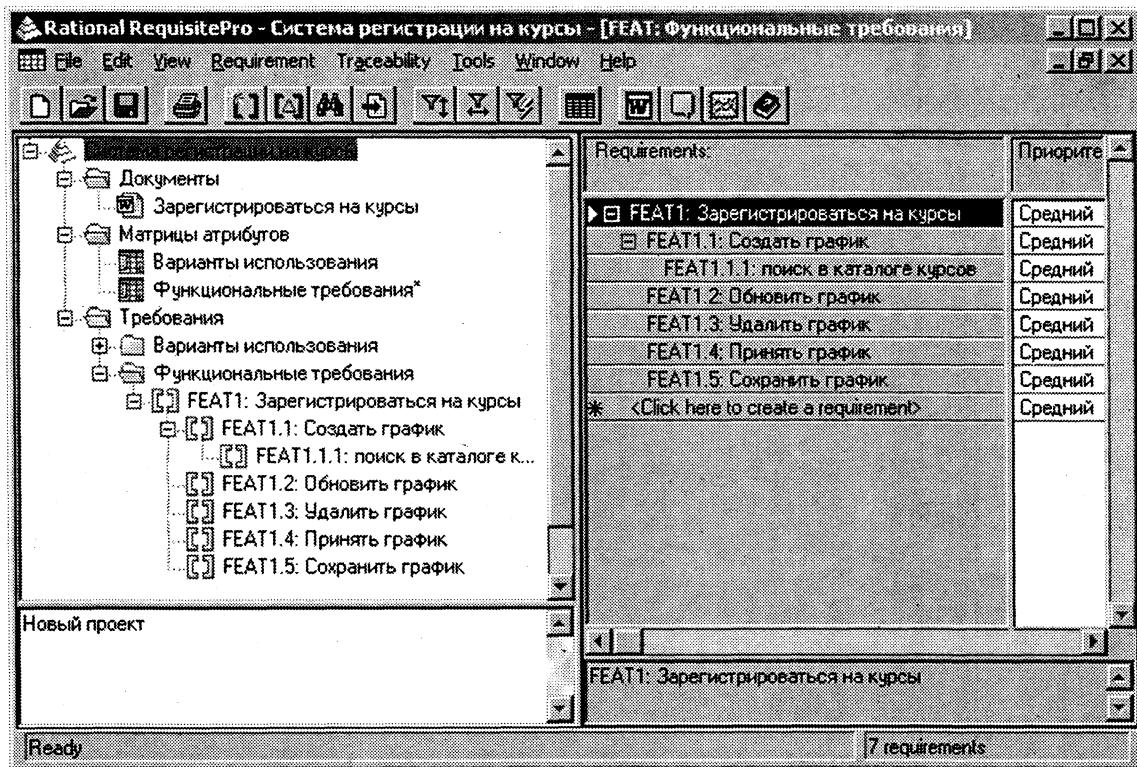 Rational RequisitePro - Система регистрации на курсы - [FEAT: Функциональные требования]
File Edit View Requirement Traceability Tools Window Help
Система регистрации на курсы
Документы
Зарегистрироваться на курсы
Матрицы атрибутов
Варианты использования
Функциональные требования*
Требования
Варианты использования
Функциональные требования
FEAT1: Зарегистрироваться на курсы
FEAT1.1: Создать график
FEAT1.1.1: поиск в каталоге к...
FEAT1.2: Обновить график
FEAT1.3: Удалить график
FEAT1.4: Принять график
FEAT1.5: Сохранить график
Новый проект
Requirements: Приорите
FEAT1: Зарегистрироваться на курсы Средний
FEAT1.1: Создать график Средний
FEAT1.1.1: поиск в каталоге курсов Средний
FEAT1.2: Обновить график Средний
FEAT1.3: Удалить график Средний
FEAT1.4: Принять график Средний
FEAT1.5: Сохранить график Средний
* <Click here to create a requirement> Средний
FEAT1: Зарегистрироваться на курсы
Ready 7 requirements